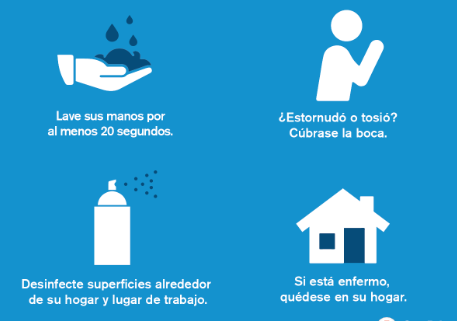 Lave sus manos por
al menos 20 segundos.
¿Estornudó o tosió?
Cúbrase la boca.
Desinfecte superficies alrededor
de su hogar y lugar de trabajo.
Si está enfermo,
quédese en su hogar.